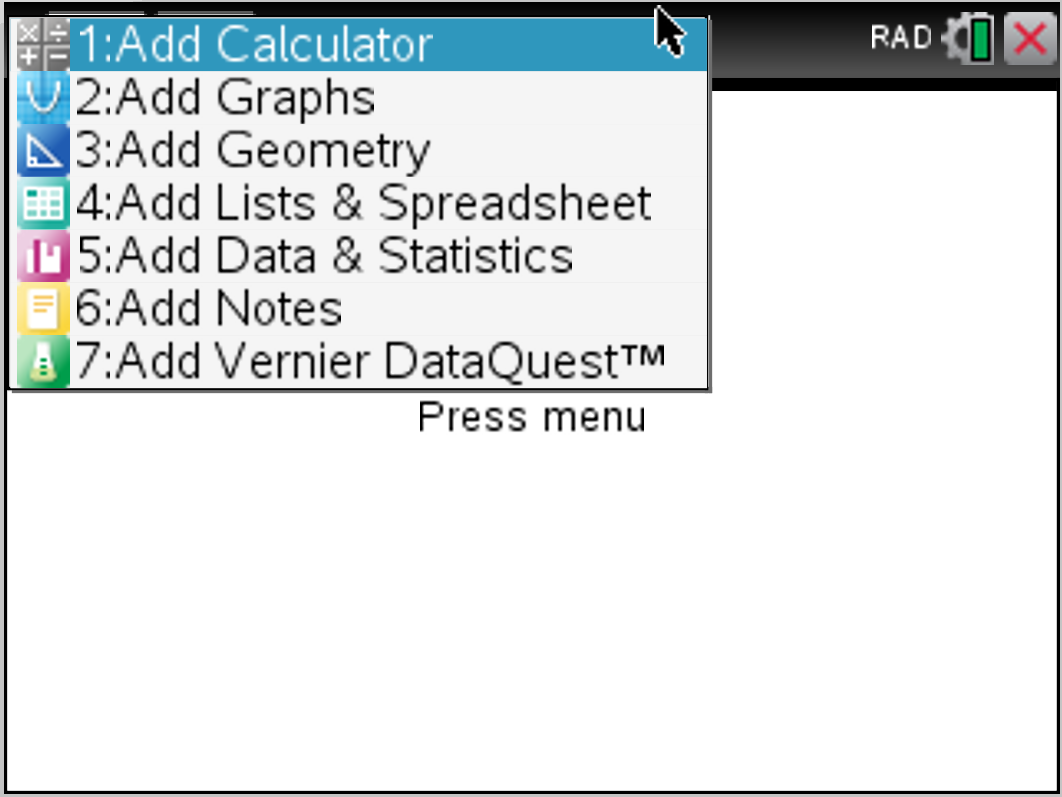 1:Add Calculator
RAD
2:Add Graphs
3:Add Geometry
4:Add Lists & Spreadsheet
5:Add Data & Statistics
6:Add Notes
7:Add Vernier DataQuest™
Press menu